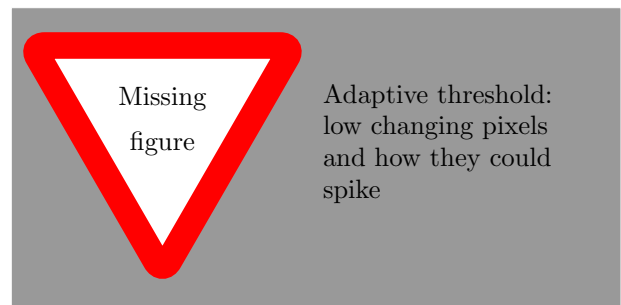 Missing
figure
Adaptive threshold:
low changing pixels
and how they could
spike